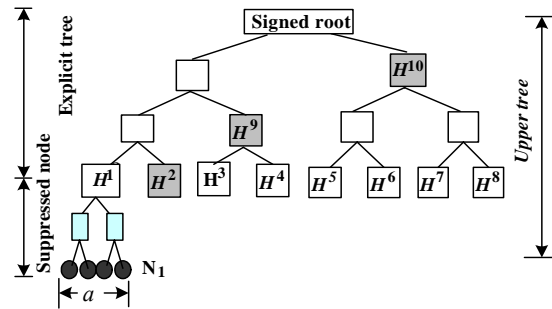 Signed root
H10
H9
H1 H2 H3 H4 H5 H6 H7 H8
N1
a
Explicit tree
Suppressed node
Upper tree